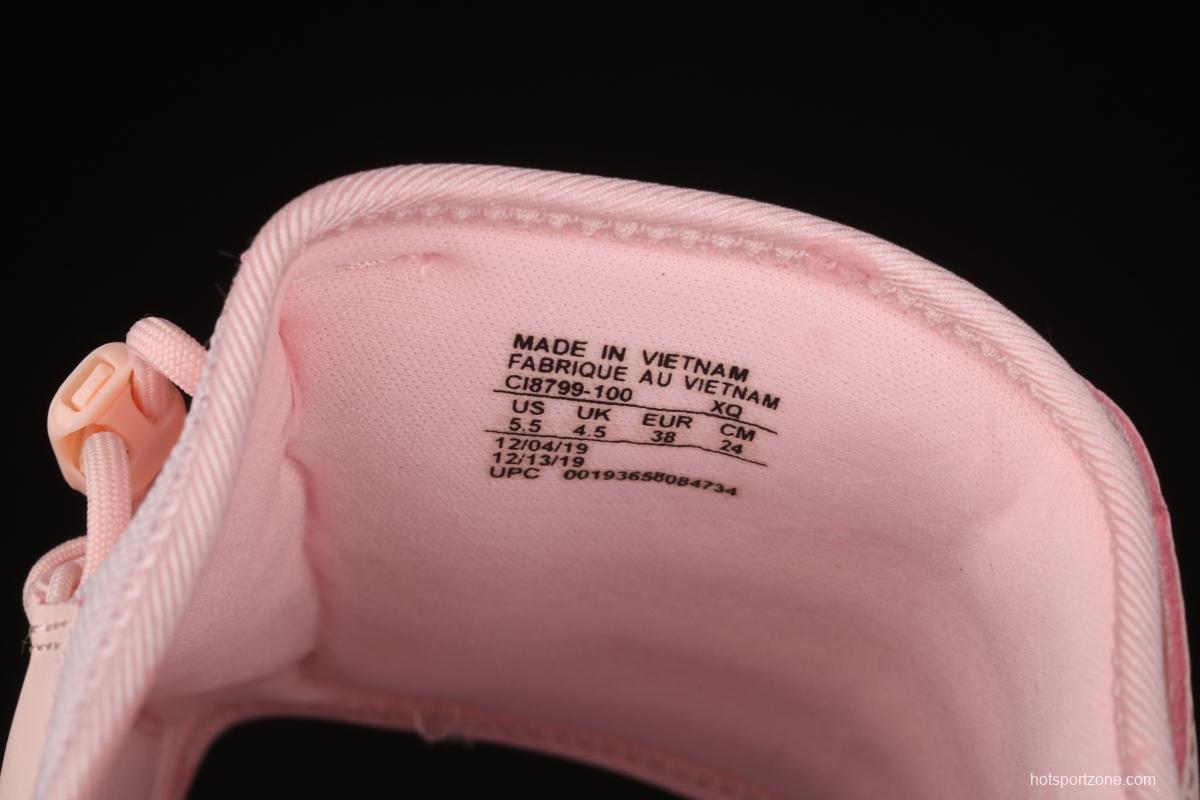 MADE IN VIETNAM
FABRIQUE AU VIETNAM
CI8799-100 XQ
US UK EUR CM
5.5 4.5 38 24
12/04/19
12/13/19
UPC 00193658084734
hotsportzone.com